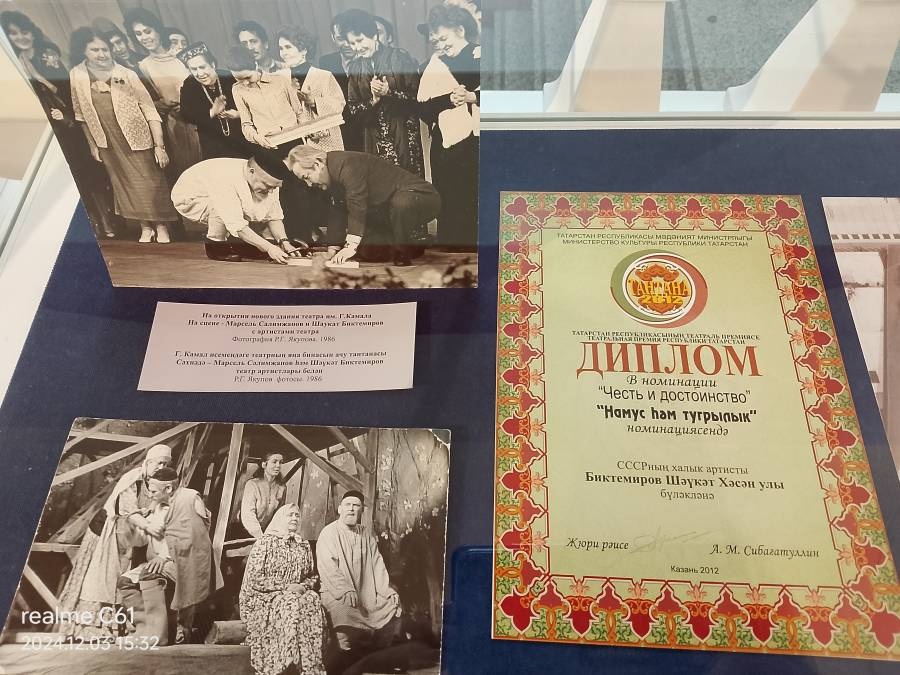 На открытии нового здания театра им. Г.Камала
На сцене - Марсель Салимжанов и Шаукат Биктемиров
с артистами театра
Фотография Р.Г. Якупова. 1986
Г. Камал исемендәге театрның яңа бинасын ачу тантанасы
Сәхнәдә – Марсель Сәлимҗанов һәм Шәүкәт Биктемиров
театр артистлары белән
Р.Г. Якупов фотосы. 1986
ТАТАРСТАН РЕСПУБЛИКАСЫ МӘДӘНИЯТ МИНИСТРЛЫГЫ
МИНИСТЕРСТВО КУЛЬТУРЫ РЕСПУБЛИКИ ТАТАРСТАН
ТАНТАНА
2012
ТАТАРСТАН РЕСПУБЛИКАСЫНЫҢ ТЕАТРАЛЬ ПРЕМИЯСЕ
ТЕАТРАЛЬНАЯ ПРЕМИЯ РЕСПУБЛИКИ ТАТАРСТАН
ДИПЛОМ
В номинации
"Честь и достоинство"
"Намус һәм тугрылык"
номинациясендә
СССРның халык артисты
Биктемиров Шәүкәт Хәсән улы
бүләкләнә
Жюри рәисе А. М. Сибагатуллин
Казань 2012
realme C61
2024.12.03 15:32